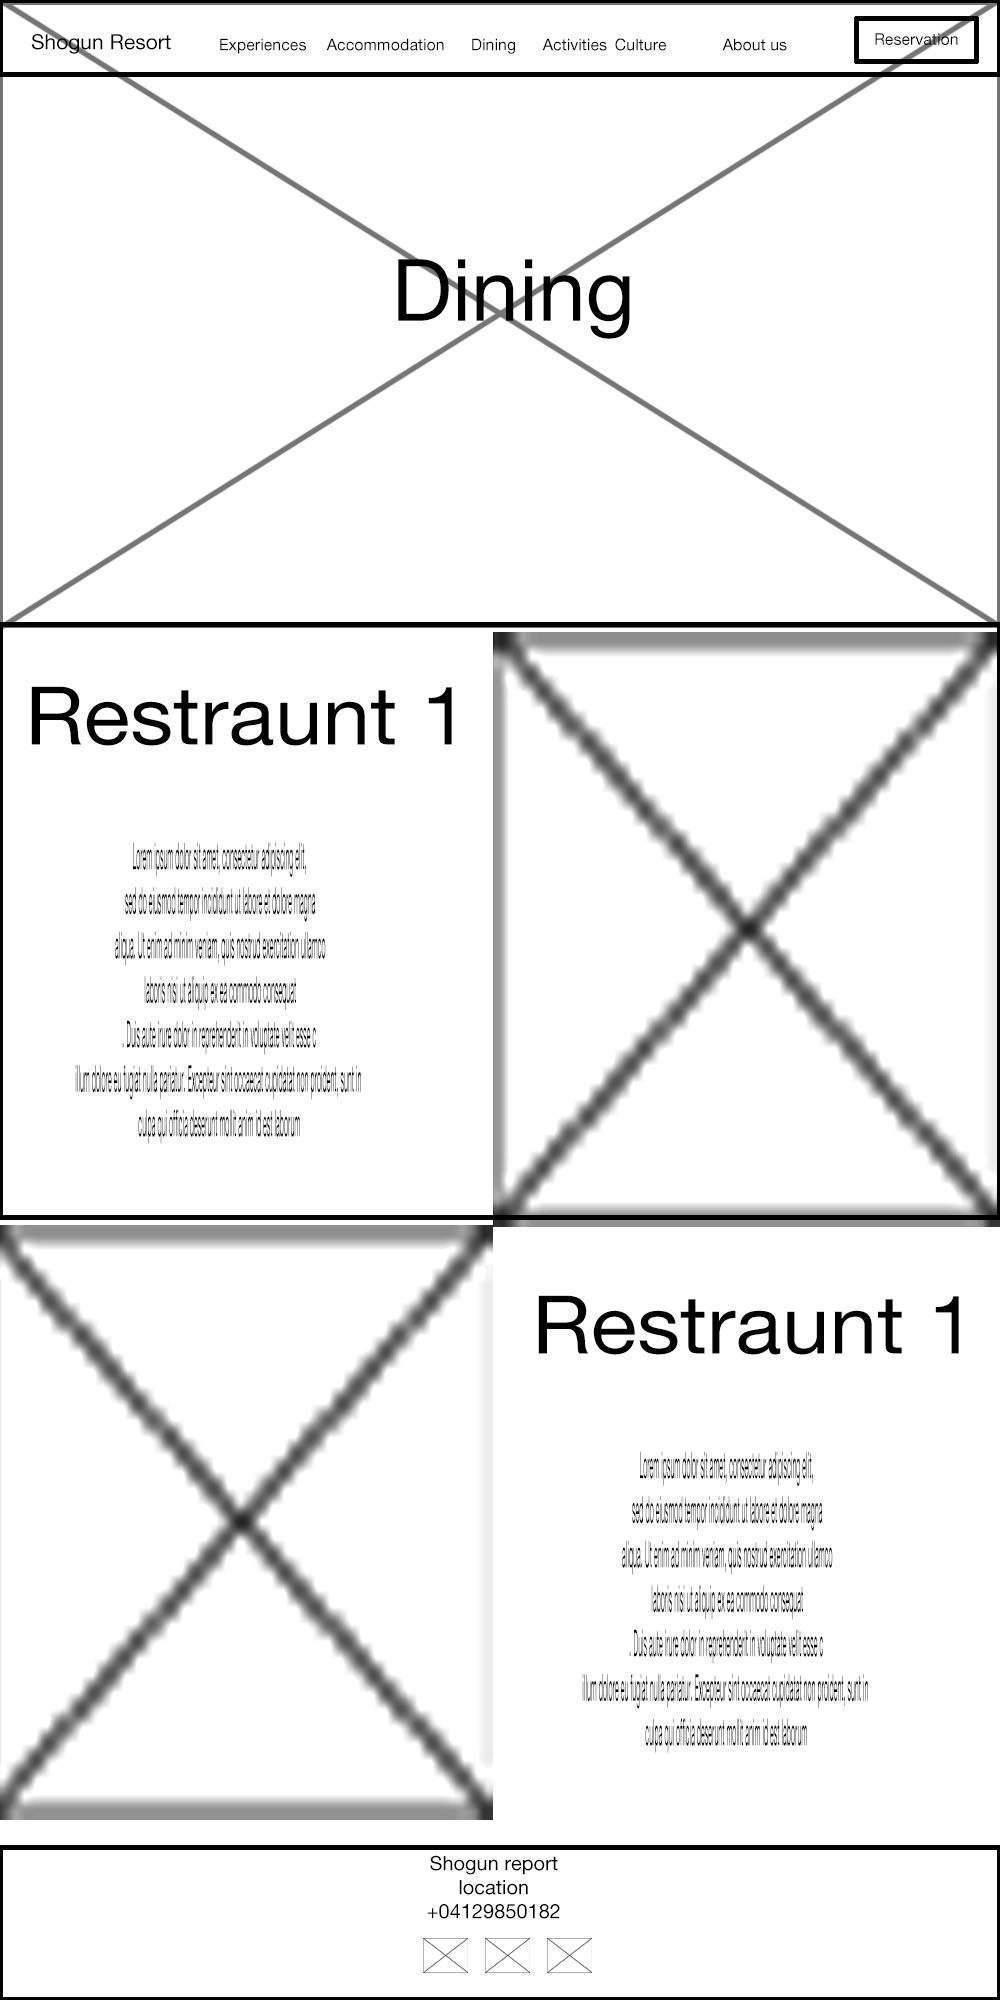 Shogun Resort Experiences Accommodation Dining Activities Culture About us Reservation
Dining
Restraunt 1
Lorem ipsum dolor sit amet, consectetur adipiscing elit,
sed do eiusmod tempor incididunt ut labore et dolore magna
aliqua. Ut enim ad minim veniam, quis nostrud exercitation ullamco
laboris nisi ut aliquip ex ea commodo consequat
. Duis aute irure dolor in reprehenderit in voluptate velit esse c
illum dolore eu fugiat nulla pariatur. Excepteur sint occaecat cupidatat non proident, sunt in
culpa qui officia deserunt mollit anim id est laborum
Restraunt 1
Lorem ipsum dolor sit amet, consectetur adipiscing elit,
sed do eiusmod tempor incididunt ut labore et dolore magna
aliqua. Ut enim ad minim veniam, quis nostrud exercitation ullamco
laboris nisi ut aliquip ex ea commodo consequat
. Duis aute irure dolor in reprehenderit in voluptate velit esse c
illum dolore eu fugiat nulla pariatur. Excepteur sint occaecat cupidatat non proident, sunt in
culpa qui officia deserunt mollit anim id est laborum
Shogun report
location
+04129850182